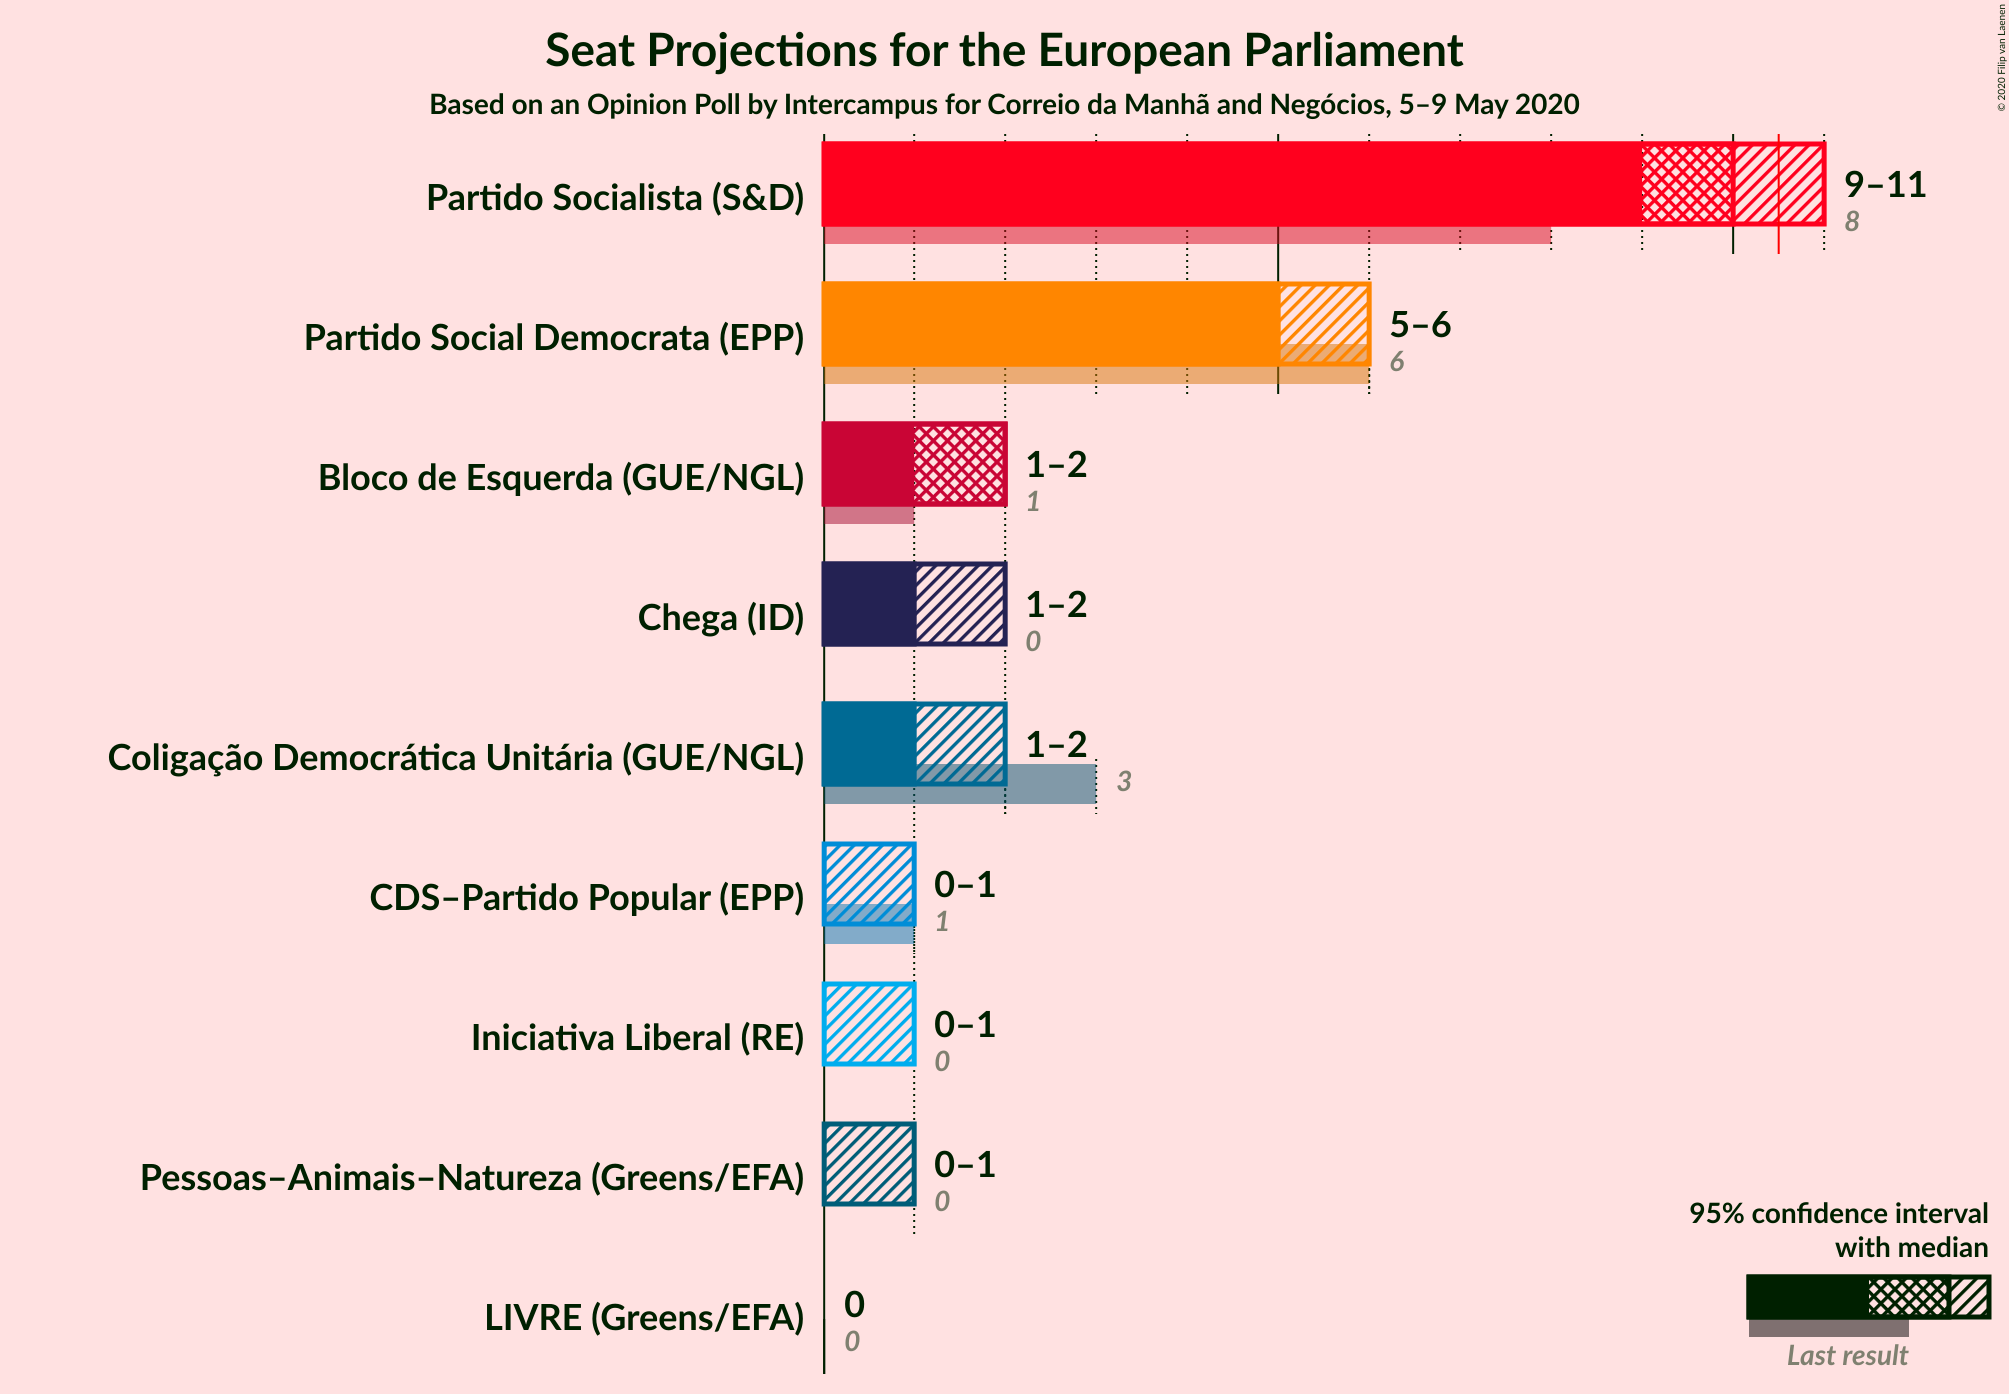 Seat Projections for the European Parliament
Based on an Opinion Poll by Intercampus for Correio da Manhã and Negócios, 5–9 May 2020
© 2020 Filip van Laenen
Partido Socialista (S&D)
9–11
8
Partido Social Democrata (EPP)
5–6
6
Bloco de Esquerda (GUE/NGL)
1–2
1
Chega (ID)
1–2
0
Coligação Democrática Unitária (GUE/NGL)
1–2
3
CDS–Partido Popular (EPP)
0–1
1
Iniciativa Liberal (RE)
0–1
0
Pessoas–Animais–Natureza (Greens/EFA)
0–1
0
LIVRE (Greens/EFA)
0
0
95% confidence interval
with median
Last result